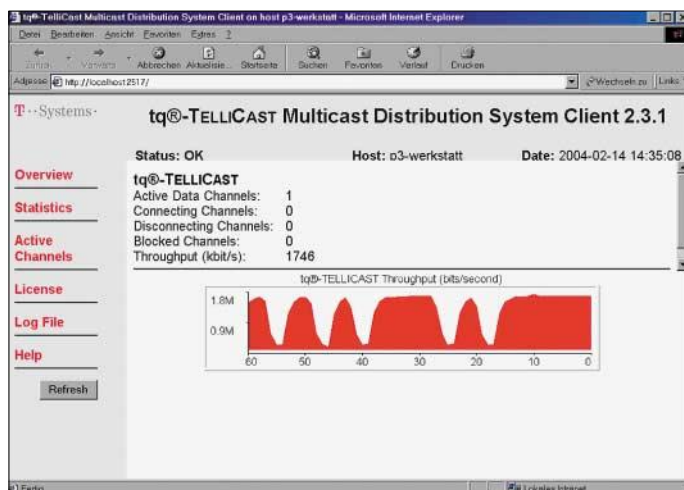 tq®-TelliCast Multicast Distribution System Client on host p3-werkstatt - Microsoft Internet Explorer
Datei Bearbeiten Ansicht Favoriten Extras ?
Zurück Vorwärts Abbrechen Aktualisie... Startseite Suchen Favoriten Verlauf Drucken
Adresse http://localhost:2517/ Wechseln zu Links
T··Systems·
tq®-TELLICAST Multicast Distribution System Client 2.3.1
Status: OK Host: p3-werkstatt Date: 2004-02-14 14:35:08
Overview
Statistics
Active
Channels
License
Log File
Help
Refresh
tq®-TELLICAST
Active Data Channels: 1
Connecting Channels: 0
Disconnecting Channels: 0
Blocked Channels: 0
Throughput (kbit/s): 1746
tq®-TELLICAST Throughput (bits/second)
1.8M
0.9M
60 50 40 30 20 10 0
Fertig Lokales Intranet